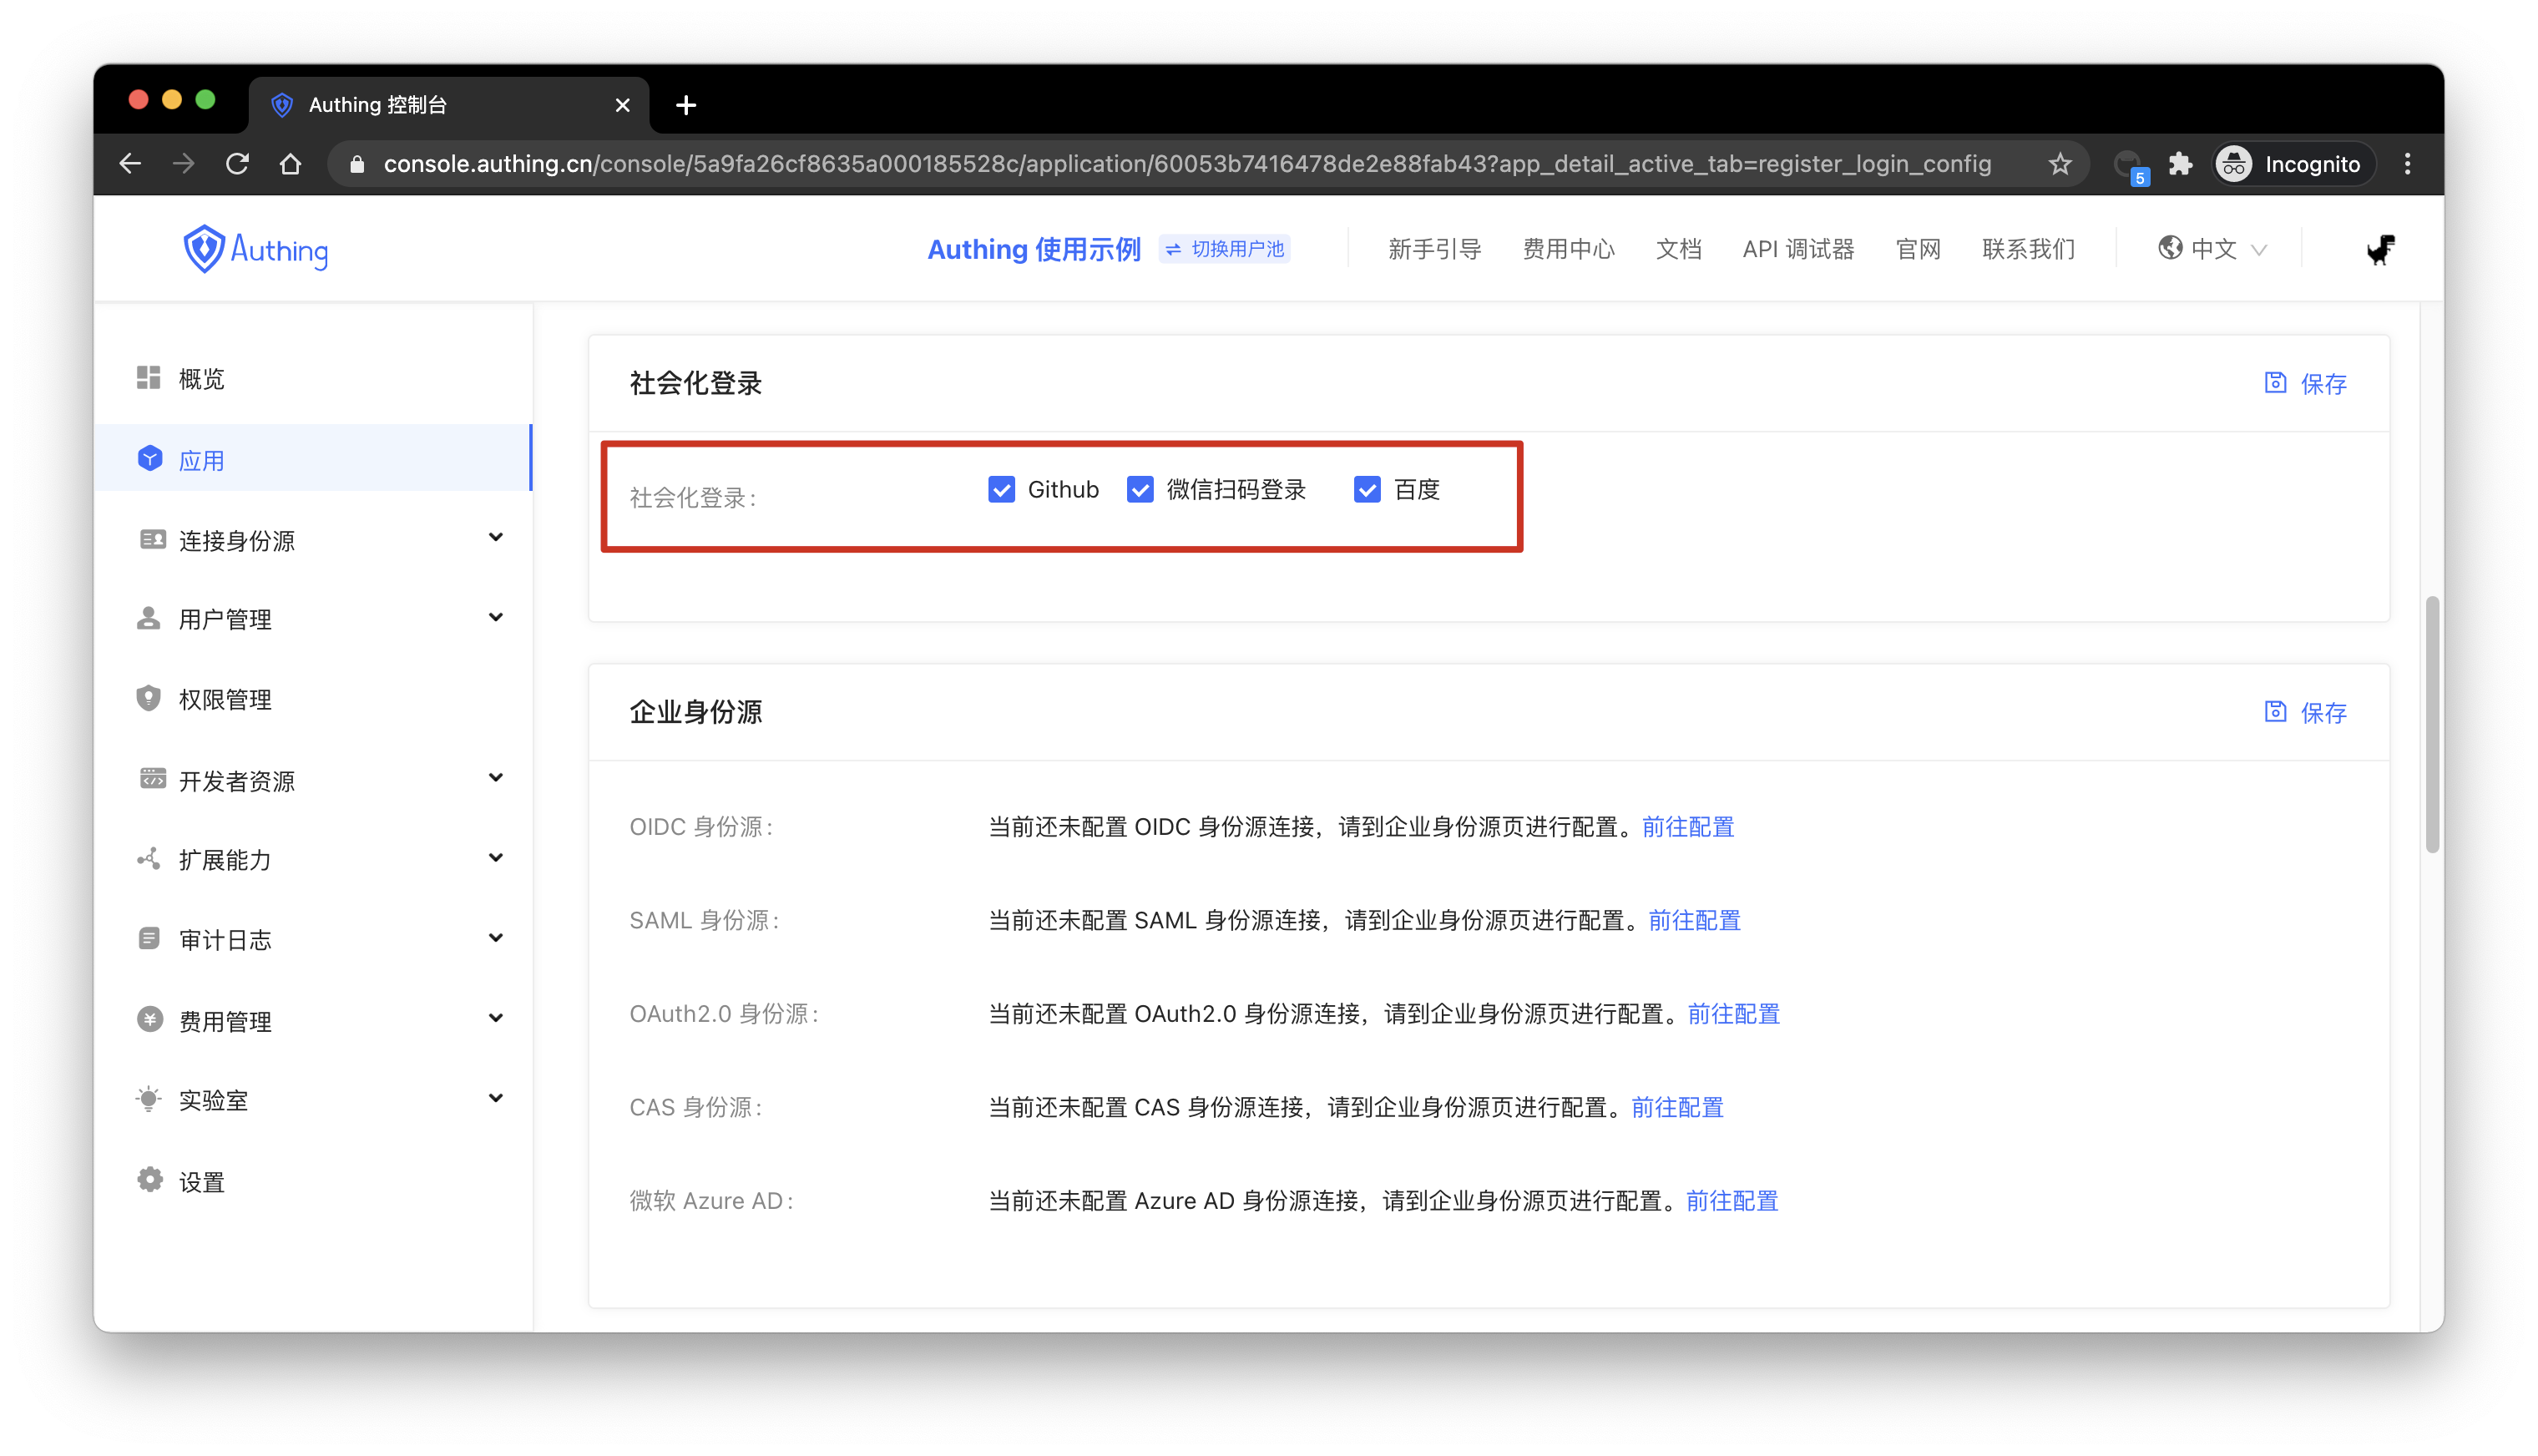 Authing 控制台
console.authing.cn/console/5a9fa26cf8635a000185528c/application/60053b7416478de2e88fab43?app_detail_active_tab=register_login_config
5
Incognito
Authing
Authing 使用示例
切换用户池
新手引导
费用中心
文档
API 调试器
官网
联系我们
中文
概览
应用
连接身份源
用户管理
权限管理
开发者资源
扩展能力
审计日志
费用管理
实验室
设置
社会化登录
保存
社会化登录：
Github
微信扫码登录
百度
企业身份源
保存
OIDC 身份源：
当前还未配置 OIDC 身份源连接，请到企业身份源页进行配置。前往配置
SAML 身份源：
当前还未配置 SAML 身份源连接，请到企业身份源页进行配置。前往配置
OAuth2.0 身份源：
当前还未配置 OAuth2.0 身份源连接，请到企业身份源页进行配置。前往配置
CAS 身份源：
当前还未配置 CAS 身份源连接，请到企业身份源页进行配置。前往配置
微软 Azure AD：
当前还未配置 Azure AD 身份源连接，请到企业身份源页进行配置。前往配置